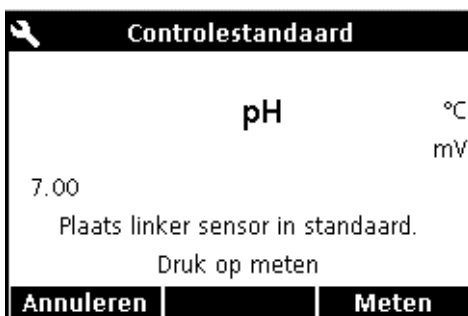 Controlestandaard
pH
°C
mV
7.00
Plaats linker sensor in standaard.
Druk op meten
Annuleren
Meten